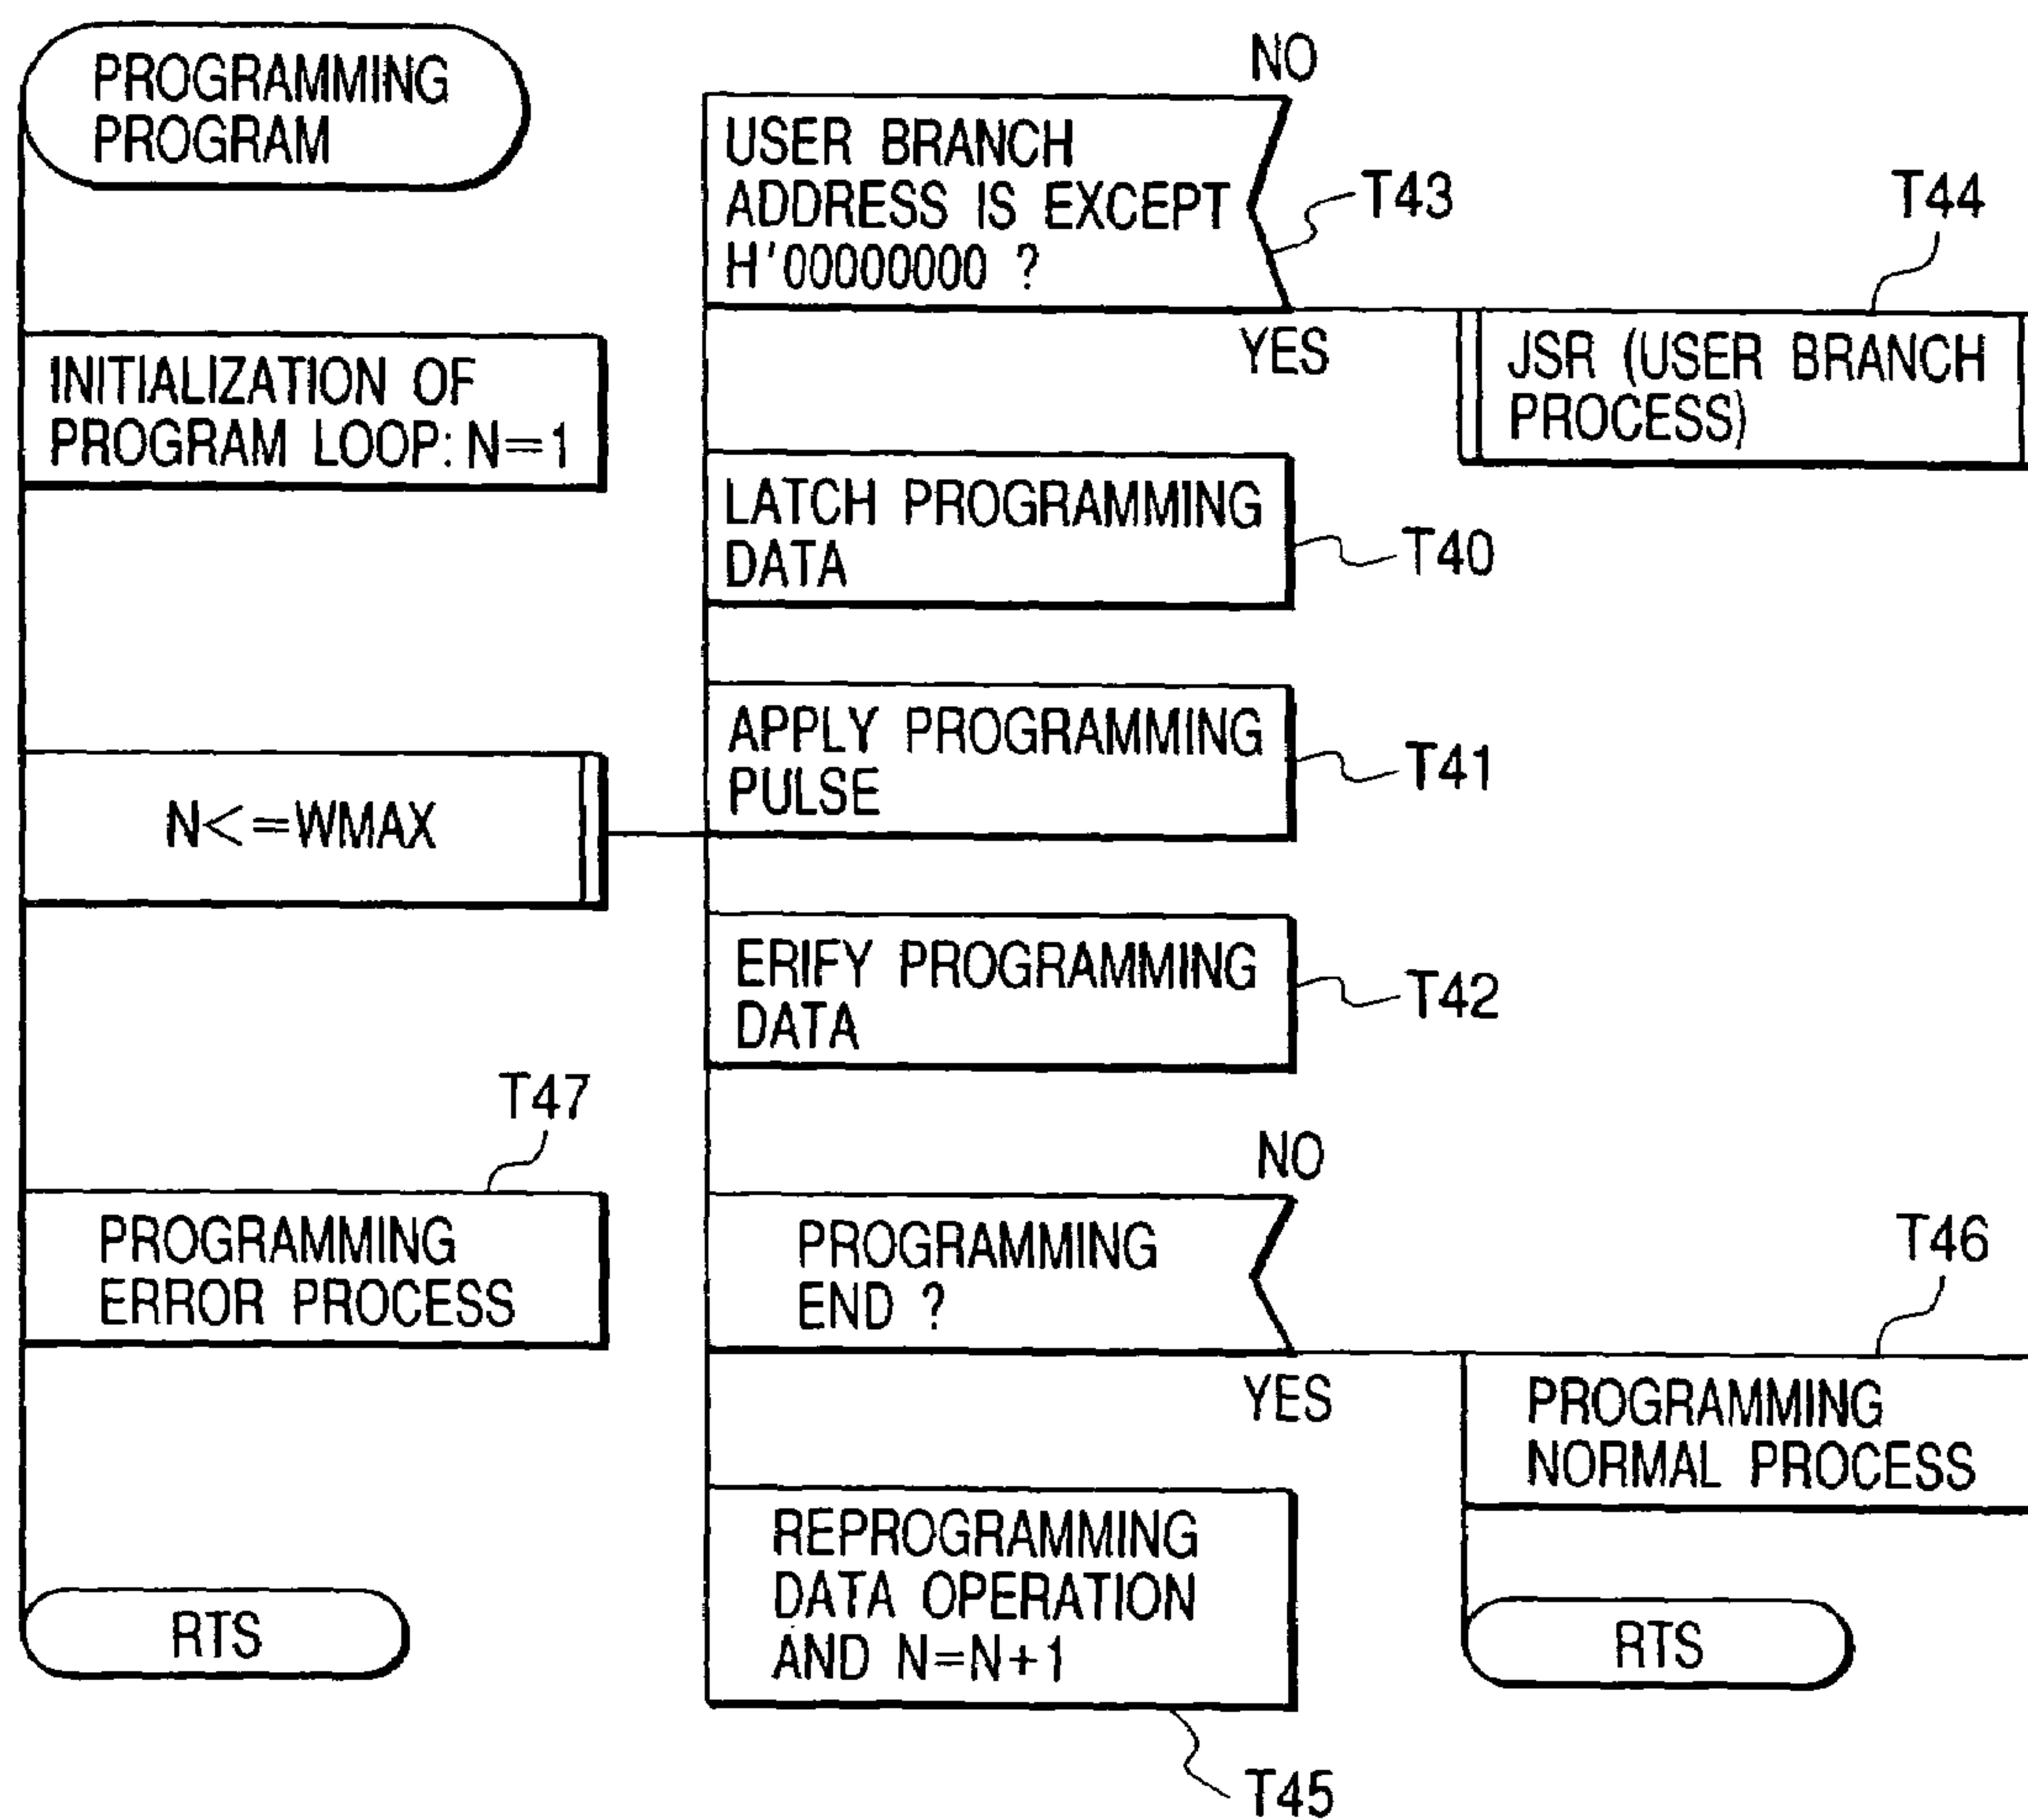 PROGRAMMING
PROGRAM
INITIALIZATION OF
PROGRAM LOOP: N=1
N<=WMAX
T47
PROGRAMMING
ERROR PROCESS
RTS
NO
USER BRANCH
ADDRESS IS EXCEPT
H'00000000 ?
T43
YES
T44
JSR (USER BRANCH
PROCESS)
LATCH PROGRAMMING
DATA
T40
APPLY PROGRAMMING
PULSE
T41
ERIFY PROGRAMMING
DATA
T42
NO
PROGRAMMING
END ?
YES
T46
PROGRAMMING
NORMAL PROCESS
RTS
REPROGRAMMING
DATA OPERATION
AND N=N+1
T45